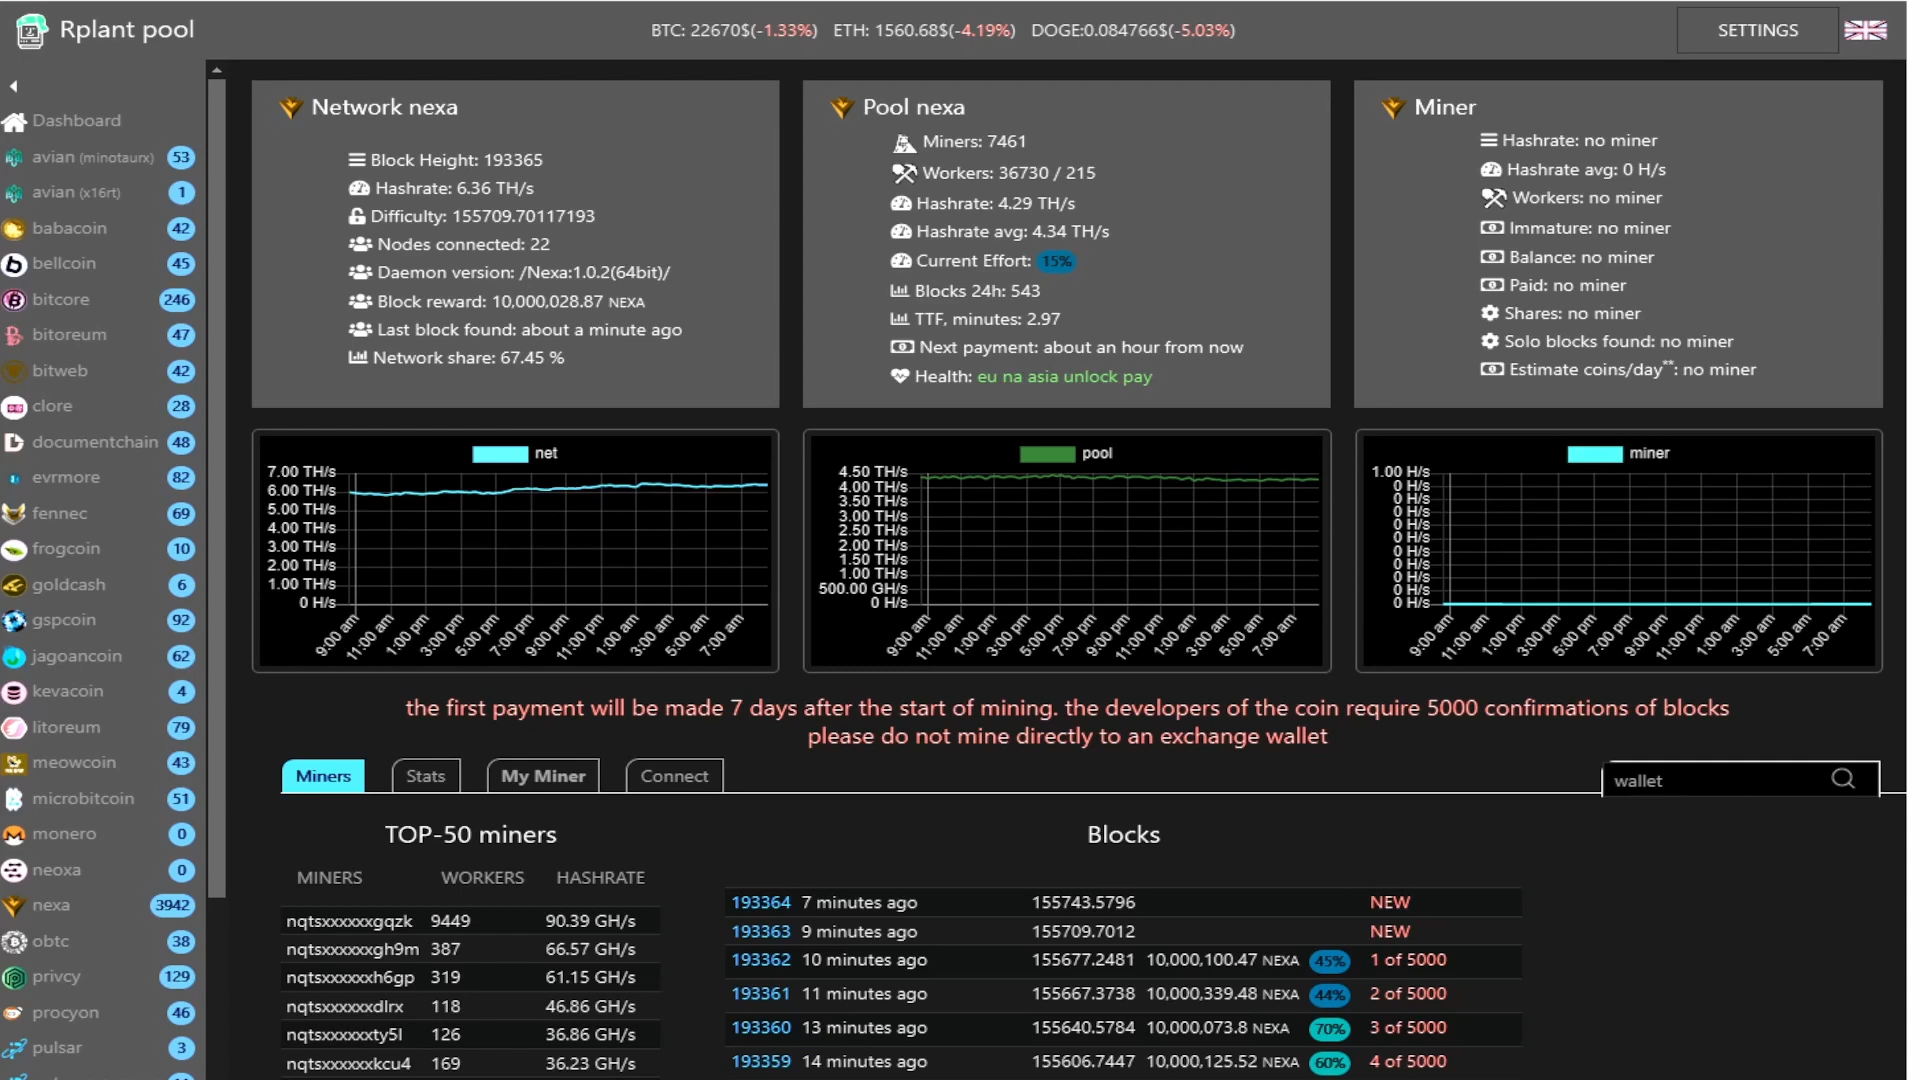 Rplant pool
BTC: 22670$(-1.33%) ETH: 1560.68$(-4.19%) DOGE:0.084766$(-5.03%)
SETTINGS
Dashboard
avian (minotaurx) 53
avian (x16rt) 1
babacoin 42
bellcoin 45
bitcore 246
bitoreum 47
bitweb 42
clore 28
documentchain 48
evrmore 82
fennec 69
frogcoin 10
goldcash 6
gspcoin 92
jagoancoin 62
kevacoin 4
litoreum 79
meowcoin 43
microbitcoin 51
monero 0
neoxa 0
nexa 3942
obtc 38
privcy 129
procyon 46
pulsar 3
Network nexa
Block Height: 193365
Hashrate: 6.36 TH/s
Difficulty: 155709.70117193
Nodes connected: 22
Daemon version: /Nexa:1.0.2(64bit)/
Block reward: 10,000,028.87 NEXA
Last block found: about a minute ago
Network share: 67.45 %
Pool nexa
Miners: 7461
Workers: 36730 / 215
Hashrate: 4.29 TH/s
Hashrate avg: 4.34 TH/s
Current Effort: 15%
Blocks 24h: 543
TTF, minutes: 2.97
Next payment: about an hour from now
Health: eu na asia unlock pay
Miner
Hashrate: no miner
Hashrate avg: 0 H/s
Workers: no miner
Immature: no miner
Balance: no miner
Paid: no miner
Shares: no miner
Solo blocks found: no miner
Estimate coins/day**: no miner
net
7.00 TH/s
6.00 TH/s
5.00 TH/s
4.00 TH/s
3.00 TH/s
2.00 TH/s
1.00 TH/s
0 H/s
9:00 am 11:00 am 1:00 pm 3:00 pm 5:00 pm 7:00 pm 9:00 pm 11:00 pm 1:00 am 3:00 am 5:00 am 7:00 am
pool
4.50 TH/s
4.00 TH/s
3.50 TH/s
3.00 TH/s
2.50 TH/s
2.00 TH/s
1.50 TH/s
1.00 TH/s
500.00 GH/s
0 H/s
9:00 am 11:00 am 1:00 pm 3:00 pm 5:00 pm 7:00 pm 9:00 pm 11:00 pm 1:00 am 3:00 am 5:00 am 7:00 am
miner
1.00 H/s
0 H/s
0 H/s
0 H/s
0 H/s
0 H/s
0 H/s
0 H/s
0 H/s
0 H/s
0 H/s
9:00 am 11:00 am 1:00 pm 3:00 pm 5:00 pm 7:00 pm 9:00 pm 11:00 pm 1:00 am 3:00 am 5:00 am 7:00 am
the first payment will be made 7 days after the start of mining. the developers of the coin require 5000 confirmations of blocks
please do not mine directly to an exchange wallet
Miners Stats My Miner Connect
wallet
TOP-50 miners
MINERS WORKERS HASHRATE
nqtsxxxxxxgqzk 9449 90.39 GH/s
nqtsxxxxxxgh9m 387 66.57 GH/s
nqtsxxxxxxh6gp 319 61.15 GH/s
nqtsxxxxxxdlrx 118 46.86 GH/s
nqtsxxxxxxty5l 126 36.86 GH/s
nqtsxxxxxxkcu4 169 36.23 GH/s
Blocks
193364 7 minutes ago 155743.5796 NEW
193363 9 minutes ago 155709.7012 NEW
193362 10 minutes ago 155677.2481 10,000,100.47 NEXA 45% 1 of 5000
193361 11 minutes ago 155667.3738 10,000,339.48 NEXA 44% 2 of 5000
193360 13 minutes ago 155640.5784 10,000,073.8 NEXA 70% 3 of 5000
193359 14 minutes ago 155606.7447 10,000,125.52 NEXA 60% 4 of 5000